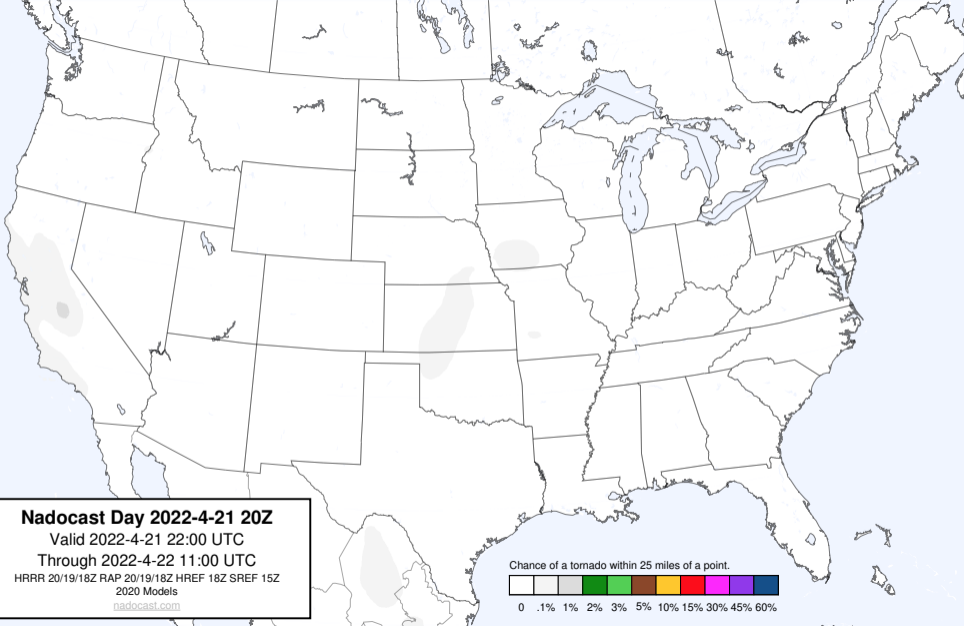 Nadocast Day 2022-4-21 20Z
Valid 2022-4-21 22:00 UTC
Through 2022-4-22 11:00 UTC
HRRR 20/19/18Z RAP 20/19/18Z HREF 18Z SREF 15Z
2020 Models
nadocast.com
Chance of a tornado within 25 miles of a point.
0 .1% 1% 2% 3% 5% 10% 15% 30% 45% 60%